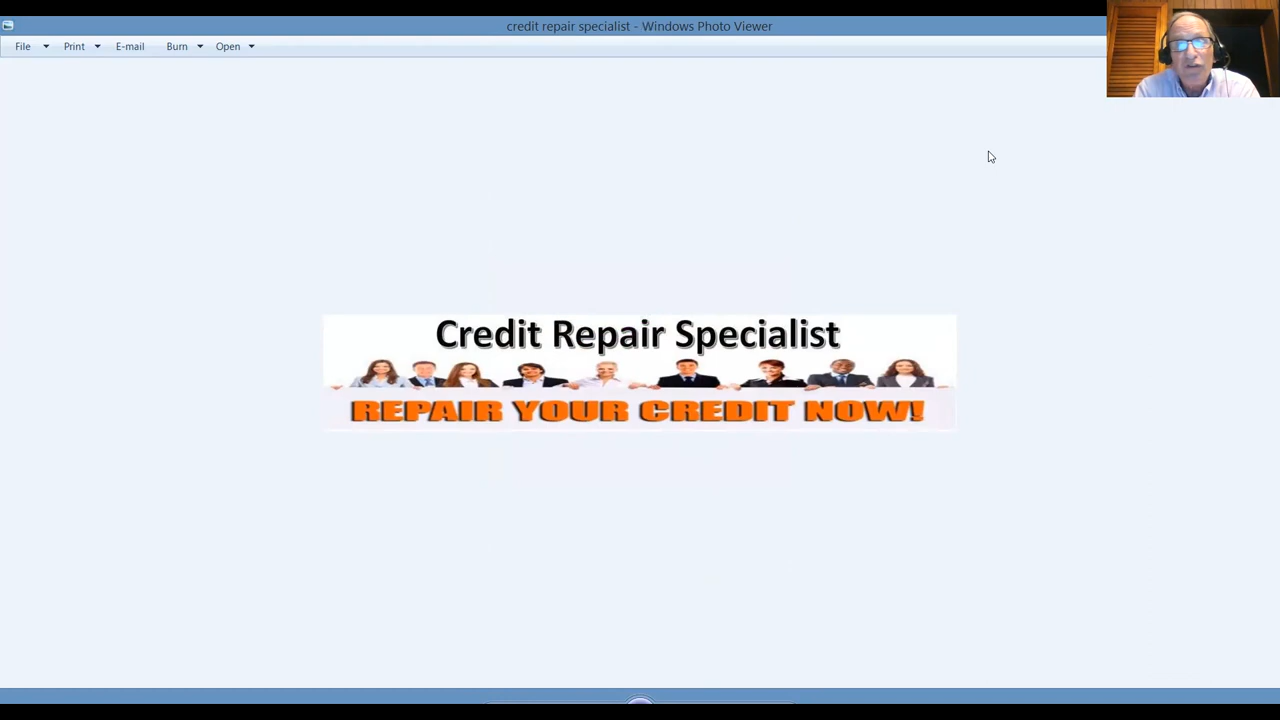 credit repair specialist - Windows Photo Viewer
File Print E-mail Burn Open
Credit Repair Specialist
REPAIR YOUR CREDIT NOW!